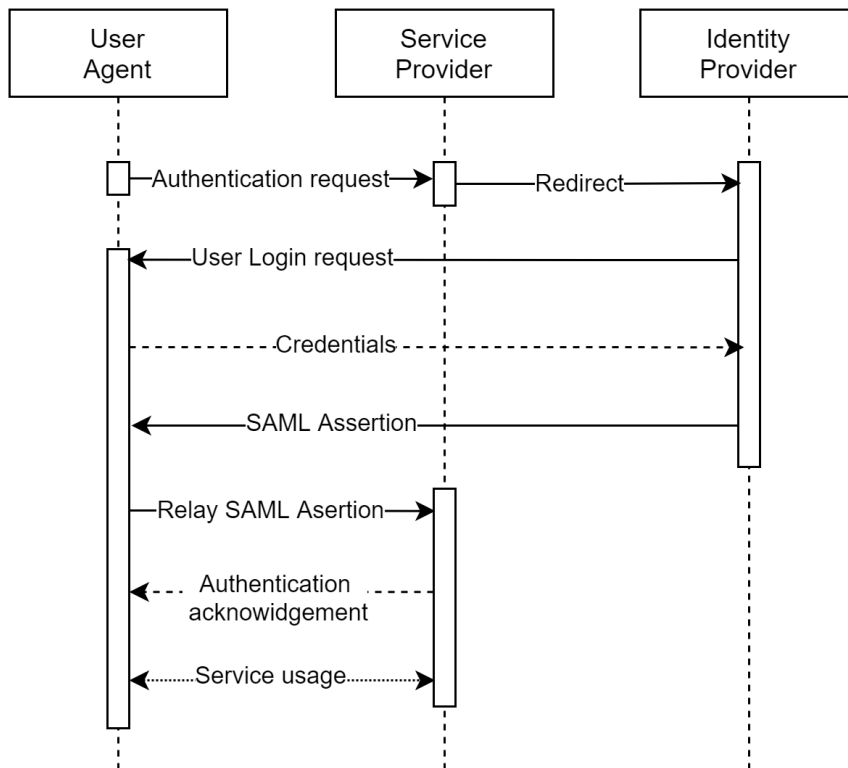 User
Agent
Service
Provider
Identity
Provider
Authentication request
Redirect
User Login request
Credentials
SAML Assertion
Relay SAML Asertion
Authentication
acknowidgement
Service usage